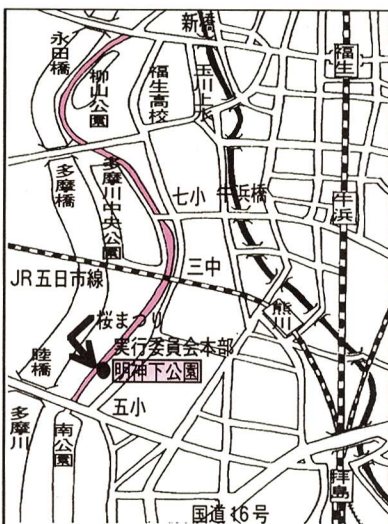 新橋
永田橋
柳山公園
福生高校
玉川上水
福生
多摩橋
多摩川中央公園
七小
牛浜橋
牛浜
三中
JR五日市線
熊川
桜まつり
実行委員会本部
明神下公園
睦橋
五小
多摩川
南公園
拝島
国道16号